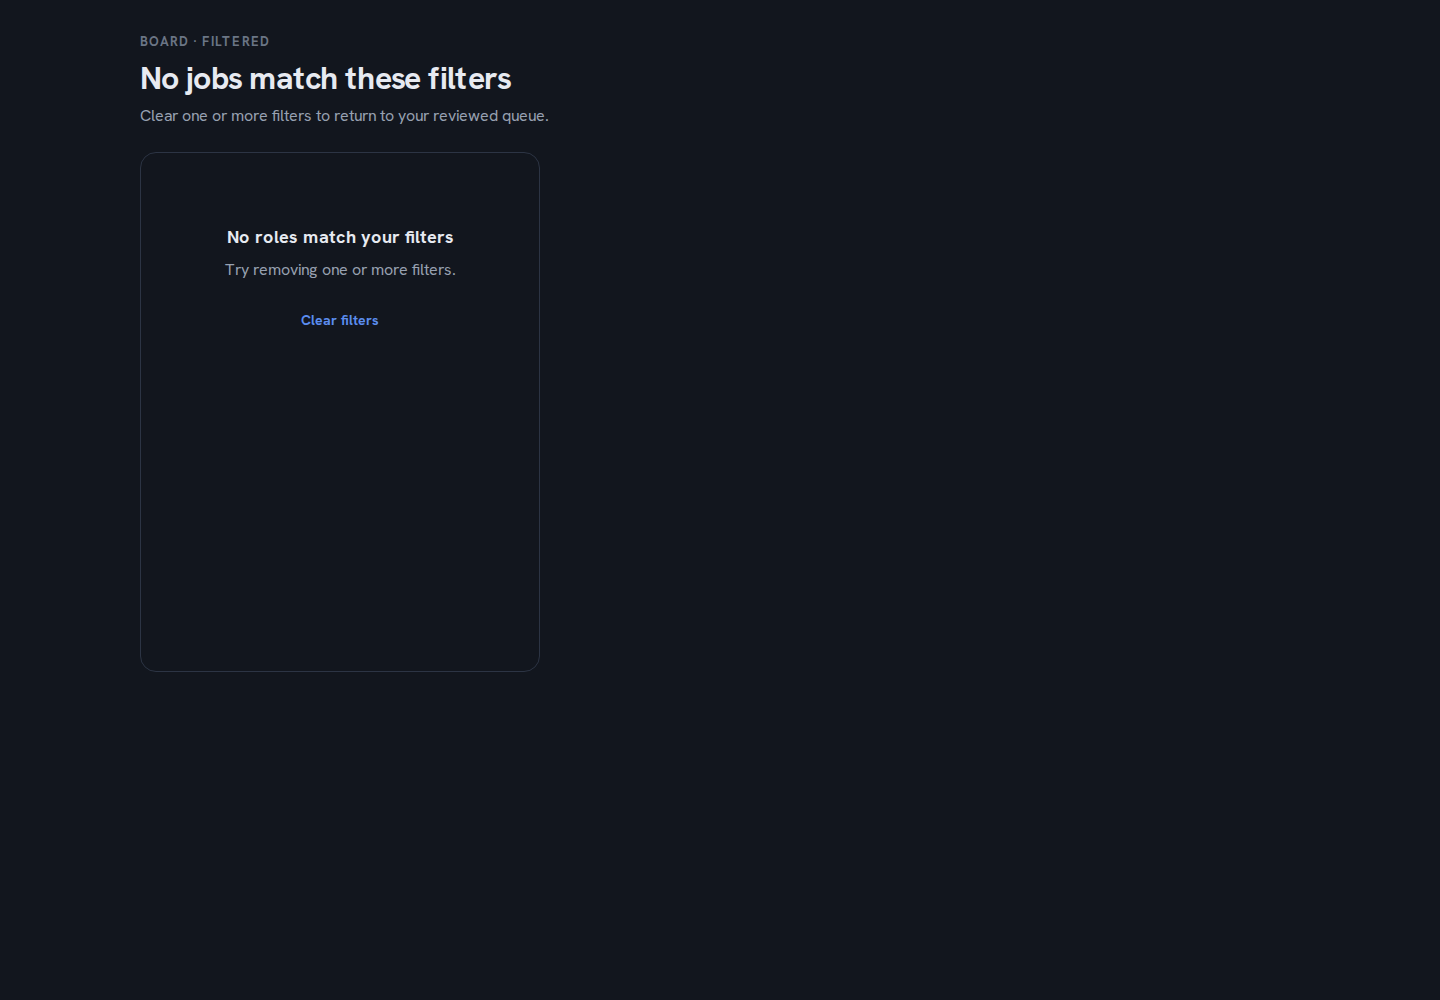 BOARD · FILTERED
No jobs match these filters
Clear one or more filters to return to your reviewed queue.
No roles match your filters
Try removing one or more filters.
Clear filters